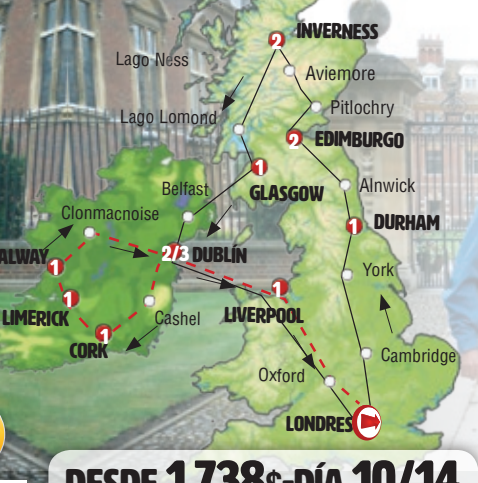 2 INVERNESS
Lago Ness
Aviemore
Lago Lomond
Pitlochry
2 EDIMBURGO
1 GLASGOW
Belfast
Alnwick
Clonmacnoise
1 DURHAM
ALWAY 1
2/3 DUBLÍN
York
LIMERICK 1
1 LIVERPOOL
Cashel
1 CORK
Cambridge
Oxford
LONDRES
DESDE 1.738$-DÍA 10/14